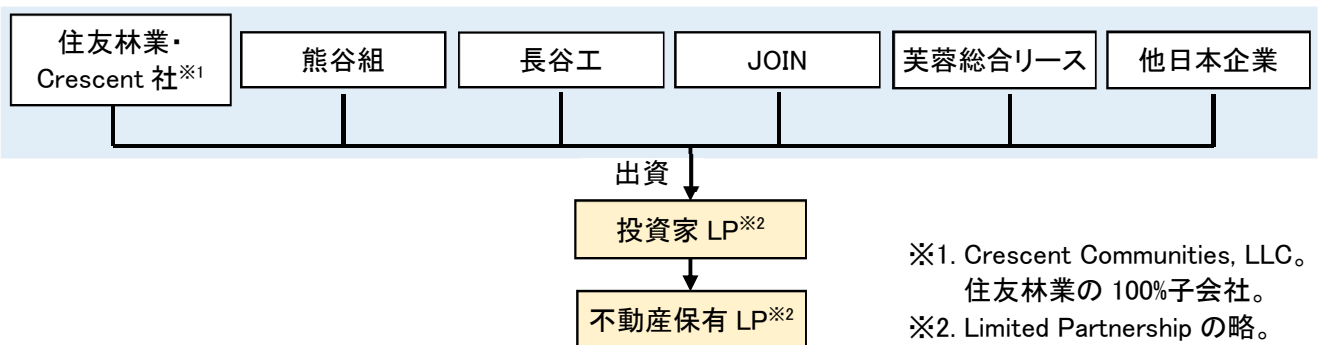 住友林業・
Crescent 社※1
熊谷組
長谷工
JOIN
芙蓉総合リース
他日本企業
出資
投資家 LP※2
不動産保有 LP※2
※1. Crescent Communities, LLC。
住友林業の 100%子会社。
※2. Limited Partnership の略。